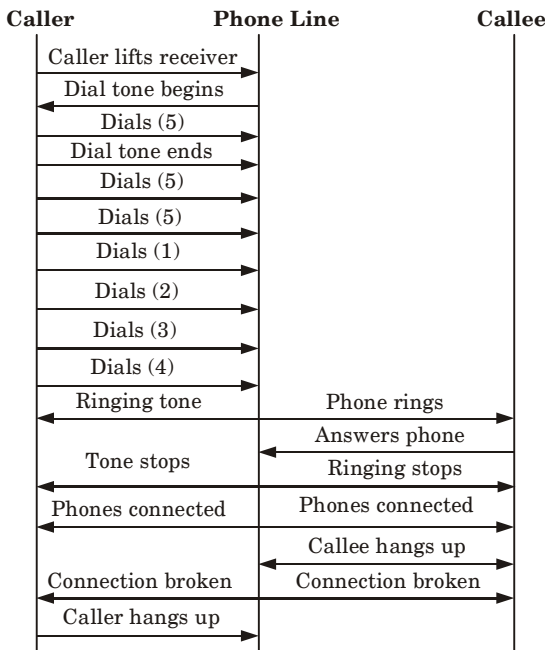 Caller Phone Line Callee
Caller lifts receiver
Dial tone begins
Dials (5)
Dial tone ends
Dials (5)
Dials (5)
Dials (1)
Dials (2)
Dials (3)
Dials (4)
Ringing tone Phone rings
Answers phone
Tone stops Ringing stops
Phones connected Phones connected
Callee hangs up
Connection broken Connection broken
Caller hangs up